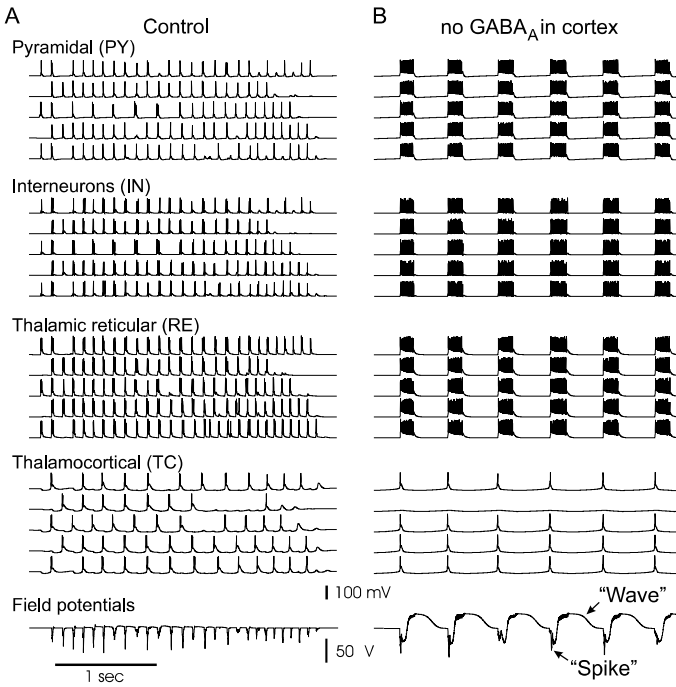 A
Control
Pyramidal (PY)
Interneurons (IN)
Thalamic reticular (RE)
Thalamocortical (TC)
100 mV
Field potentials
50 V
1 sec
B
no GABA_A in cortex
“Wave”
“Spike”